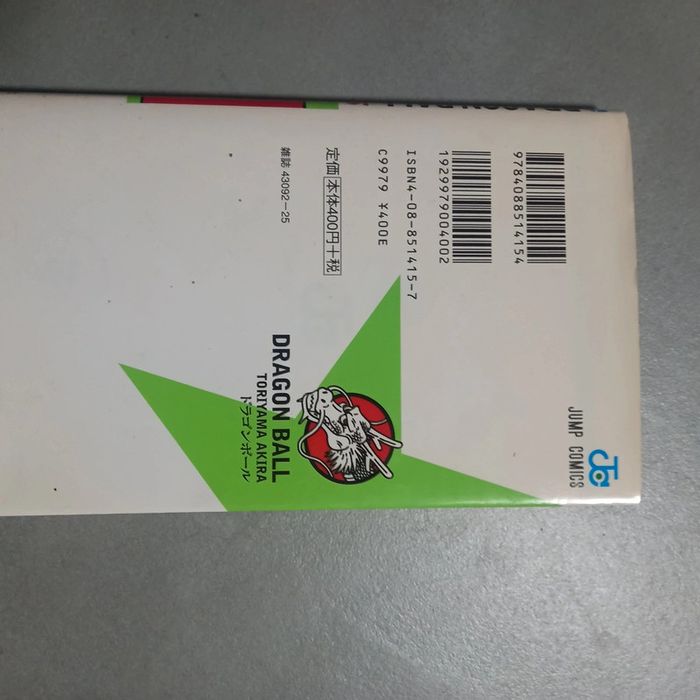 9784088514154
1929979004002
ISBN4-08-851415-7
C9979 ¥400E
定価 本体400円+税
雑誌 43092-25
JUMP COMICS
DRAGON BALL
TORIYAMA AKIRA
ドラゴンボール